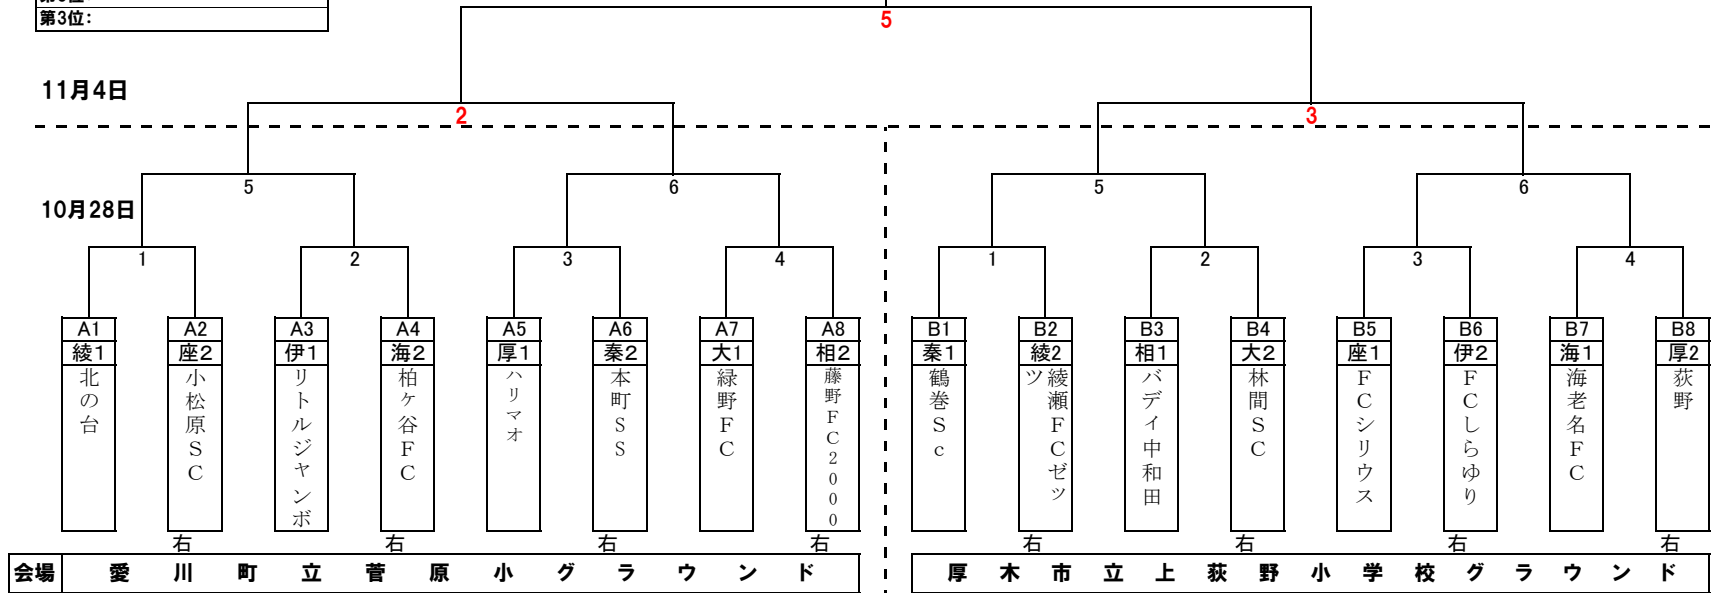 第3位：
5
11月4日
2
3
5
6
5
6
10月28日
1
2
3
4
1
2
3
4
A1
A2
A3
A4
A5
A6
A7
A8
B1
B2
B3
B4
B5
B6
B7
B8
綾1
座2
伊1
海2
厚1
秦2
大1
相2
秦1
綾2
相1
大2
座1
伊2
海1
厚2
北の台
小松原SC
リトルジャンボ
柏ケ谷FC
ハリマオ
本町SS
緑野FC
藤野FC2000
鶴巻Sc
綾瀬FCゼッ
ツ
バディ中和田
林間SC
FCシリウス
FCしらゆり
海老名FC
荻野
右
右
右
右
右
右
右
右
会場
愛川町立菅原小グラウンド
厚木市立上荻野小学校グラウンド